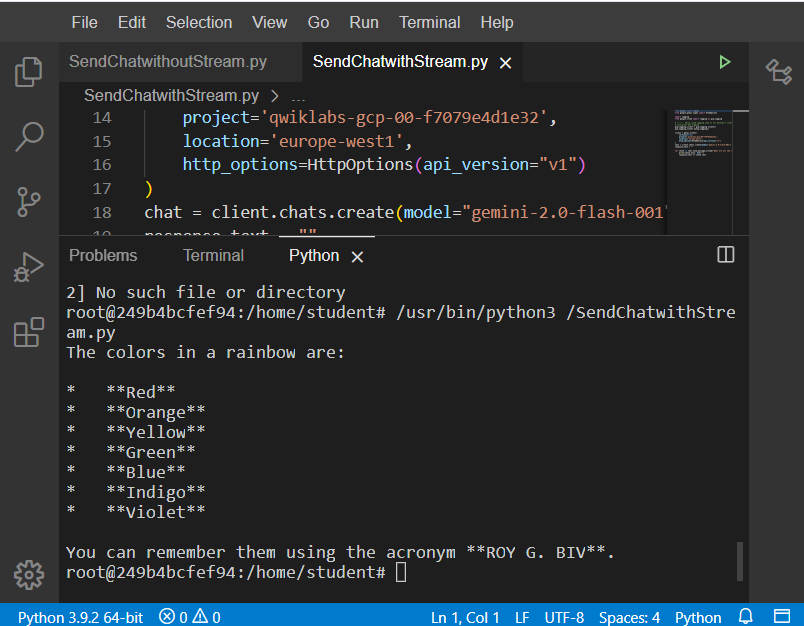 File Edit Selection View Go Run Terminal Help
SendChatwithoutStream.py SendChatwithStream.py
SendChatwithStream.py > ...
14 project='qwiklabs-gcp-00-f7079e4d1e32',
15 location='europe-west1',
16 http_options=HttpOptions(api_version="v1")
17 )
18 chat = client.chats.create(model="gemini-2.0-flash-001'
Problems Terminal Python
2] No such file or directory
root@249b4bcfef94:/home/student# /usr/bin/python3 /SendChatwithStre
am.py
The colors in a rainbow are:
* **Red**
* **Orange**
* **Yellow**
* **Green**
* **Blue**
* **Indigo**
* **Violet**
You can remember them using the acronym **ROY G. BIV**.
root@249b4bcfef94:/home/student#
Python 3.9.2 64-bit 0 0 Ln 1, Col 1 LF UTF-8 Spaces: 4 Python